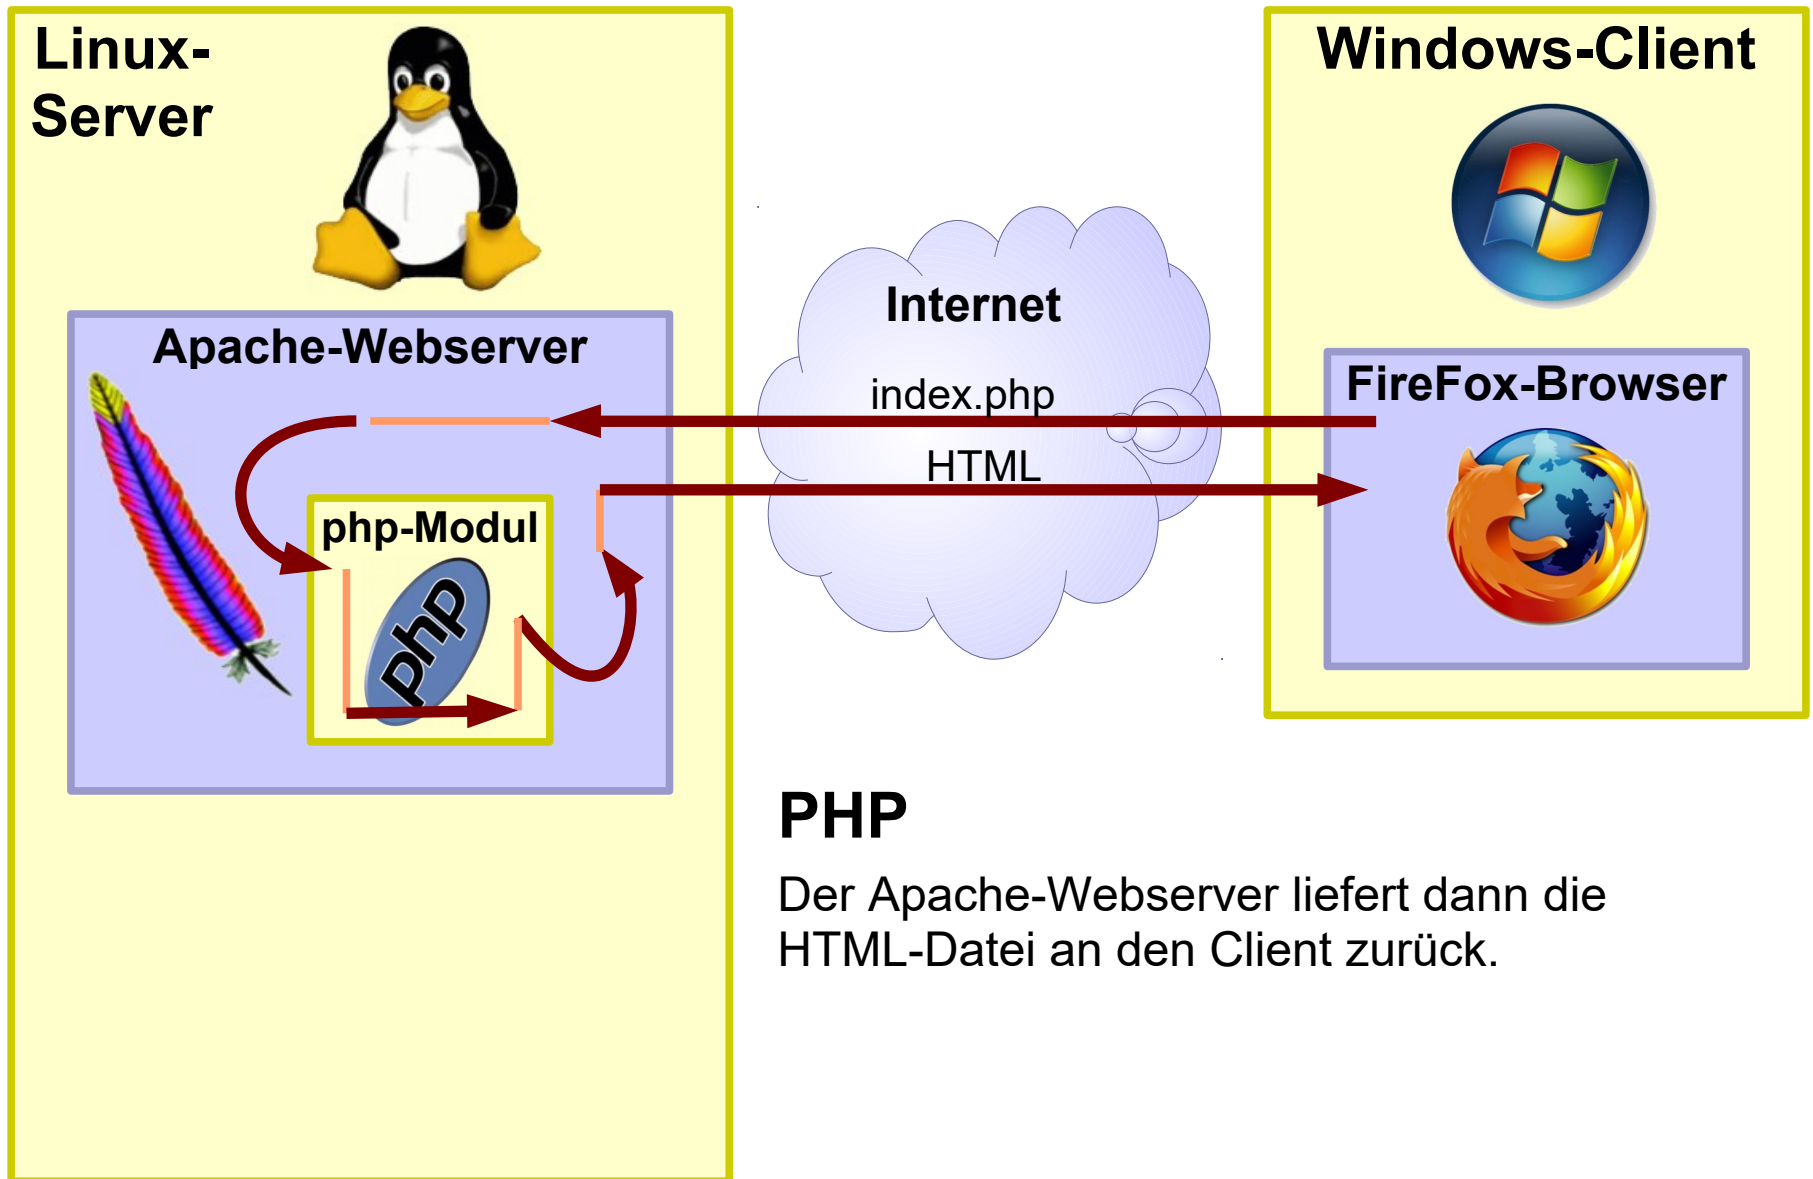 Linux-
Server
Windows-Client
Internet
Apache-Webserver
FireFox-Browser
index.php
HTML
php-Modul
php
PHP
Der Apache-Webserver liefert dann die
HTML-Datei an den Client zurück.